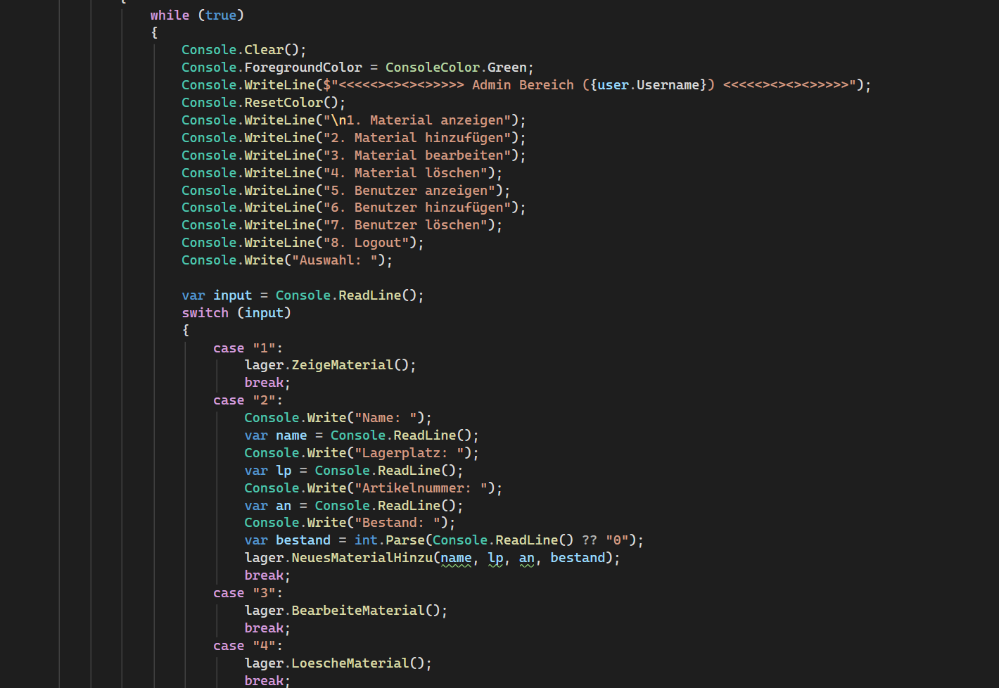 {
while (true)
{
Console.Clear();
Console.ForegroundColor = ConsoleColor.Green;
Console.WriteLine($"<<<<<><><><>>>>> Admin Bereich ({user.Username}) <<<<<><><><>>>>>");
Console.ResetColor();
Console.WriteLine("\n1. Material anzeigen");
Console.WriteLine("2. Material hinzufügen");
Console.WriteLine("3. Material bearbeiten");
Console.WriteLine("4. Material löschen");
Console.WriteLine("5. Benutzer anzeigen");
Console.WriteLine("6. Benutzer hinzufügen");
Console.WriteLine("7. Benutzer löschen");
Console.WriteLine("8. Logout");
Console.Write("Auswahl: ");
var input = Console.ReadLine();
switch (input)
{
case "1":
lager.ZeigeMaterial();
break;
case "2":
Console.Write("Name: ");
var name = Console.ReadLine();
Console.Write("Lagerplatz: ");
var lp = Console.ReadLine();
Console.Write("Artikelnummer: ");
var an = Console.ReadLine();
Console.Write("Bestand: ");
var bestand = int.Parse(Console.ReadLine() ?? "0");
lager.NeuesMaterialHinzu(name, lp, an, bestand);
break;
case "3":
lager.BearbeiteMaterial();
break;
case "4":
lager.LoescheMaterial();
break;